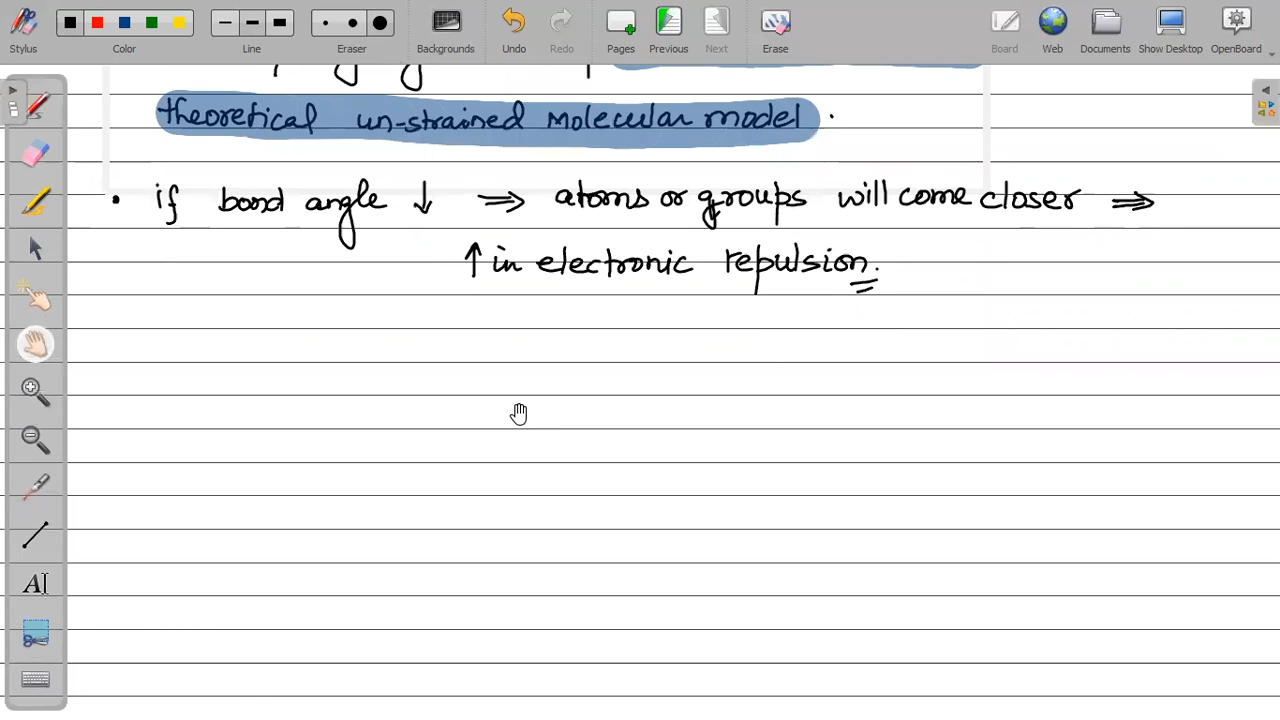 Stylus
Color
Line
Eraser
Backgrounds
Undo
Redo
Pages
Previous
Next
Erase
Board
Web
Documents
Show Desktop
OpenBoard
theoretical un-strained molecular model.
• if bond angle ↓ ⇒ atoms or groups will come closer ⇒
↑ in electronic repulsion.